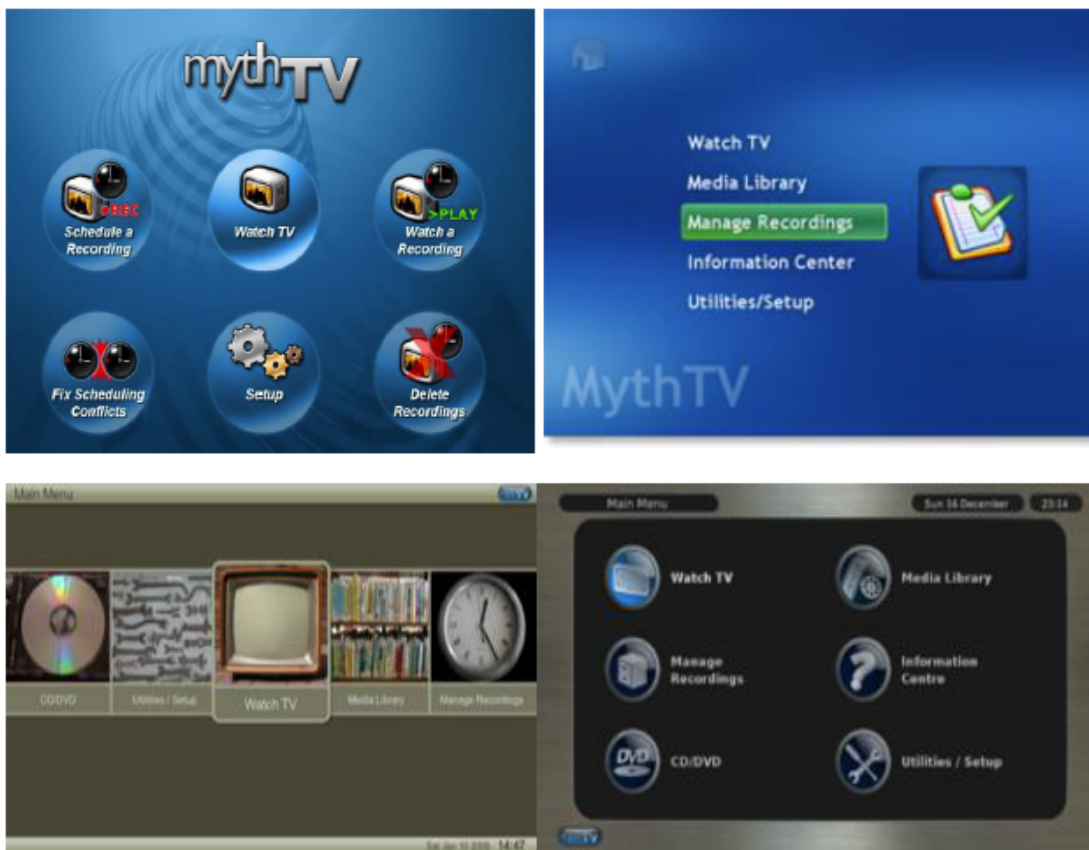 mythTV
●REC
Schedule a
Recording
Watch TV
>PLAY
Watch a
Recording
Fix Scheduling
Conflicts
Setup
Delete
Recordings
Watch TV
Media Library
Manage Recordings
Information Center
Utilities/Setup
MythTV
Main Menu
CD/DVD
Utilities / Setup
Watch TV
Media Library
Manage Recordings
14:47
Main Menu
Sun 16 December
23:14
Watch TV
Media Library
Manage
Recordings
Information
Centre
DVD
CD/DVD
Utilities / Setup
mythTV